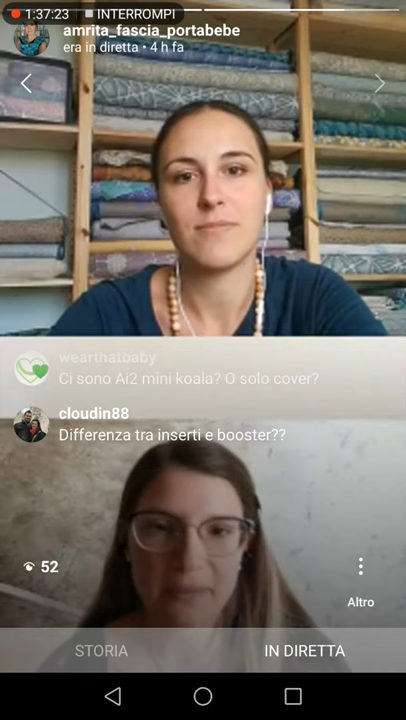 1:37:23 INTERROMPI
amrita_fascia_portabebe
era in diretta • 4 h fa
wearthatbaby
Ci sono Ai2 mini koala? O solo cover?
cloudin88
Differenza tra inserti e booster??
52
Altro
STORIA IN DIRETTA